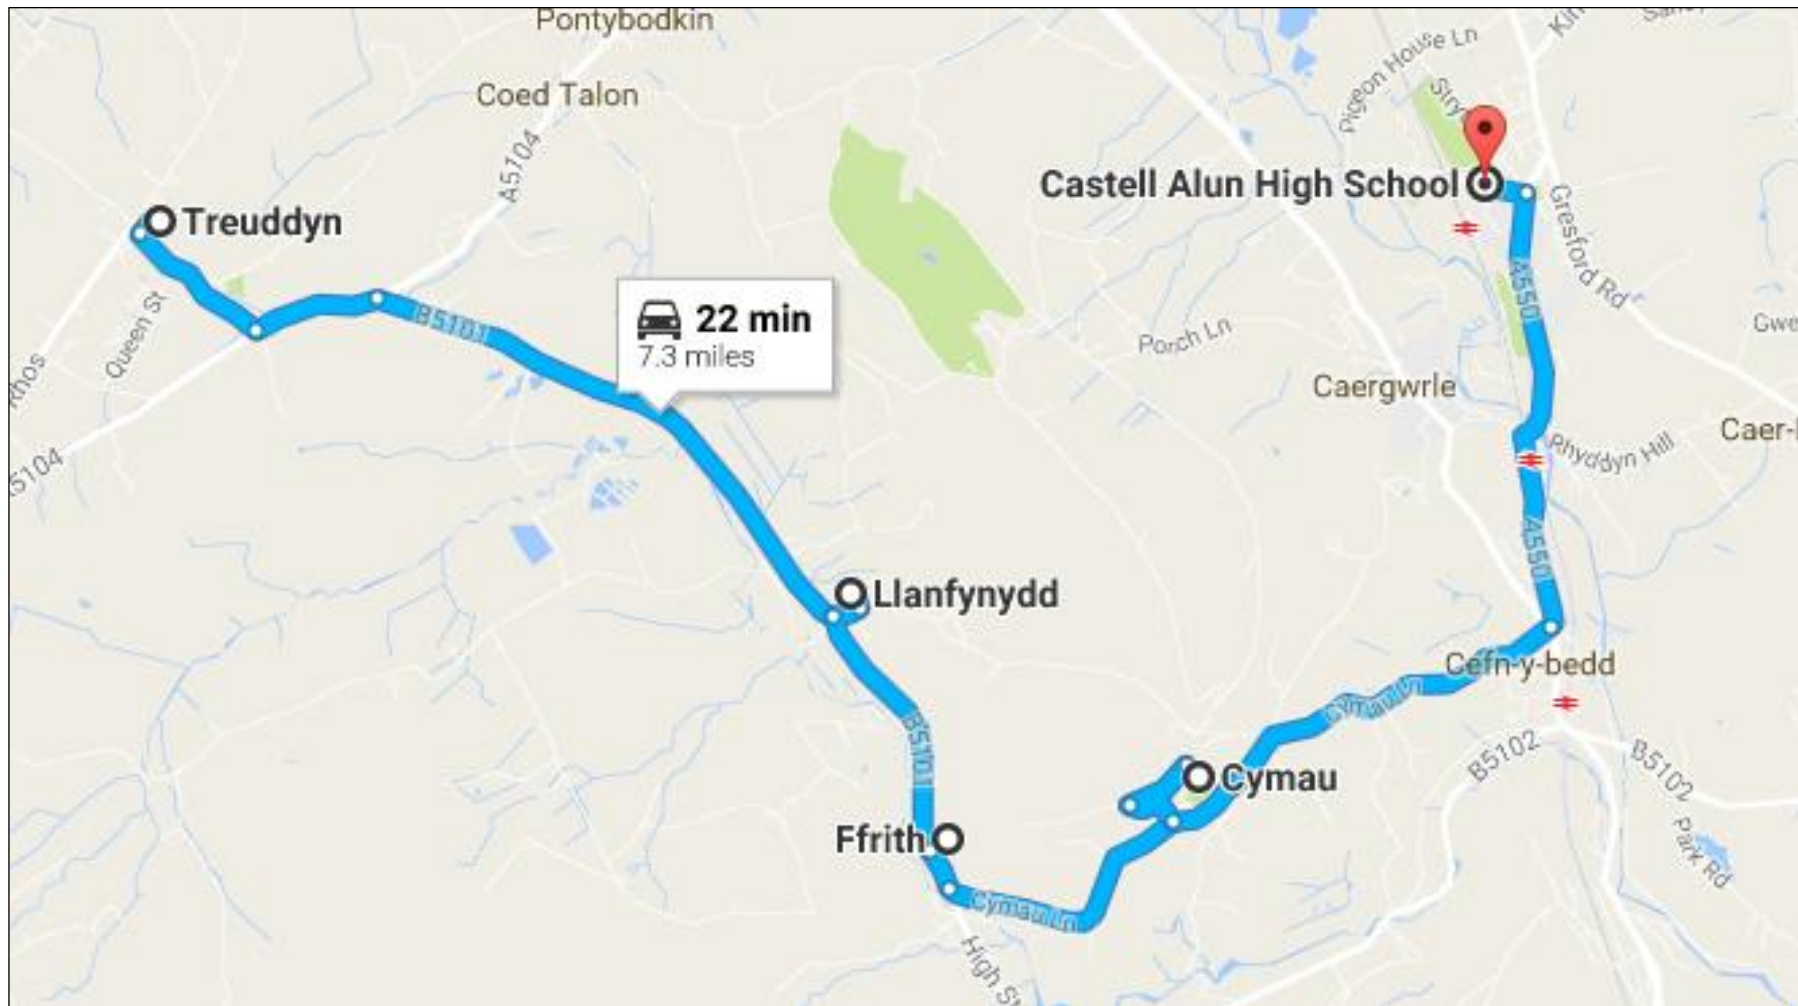 Pontybodkin
Coed Talon
A5104
Pigeon House Ln
Castell Alun High School
Treuddyn
Gresford Rd
A550
Queen St
B5101
22 min
7.3 miles
Porch Ln
Caergwrle
Rhyddyn Hill
A550
Llanfynydd
Cefn-y-bedd
Cymau Ln
B5101
B5102
B5102
Cymau
Ffrith
Park Rd
Cymau Ln